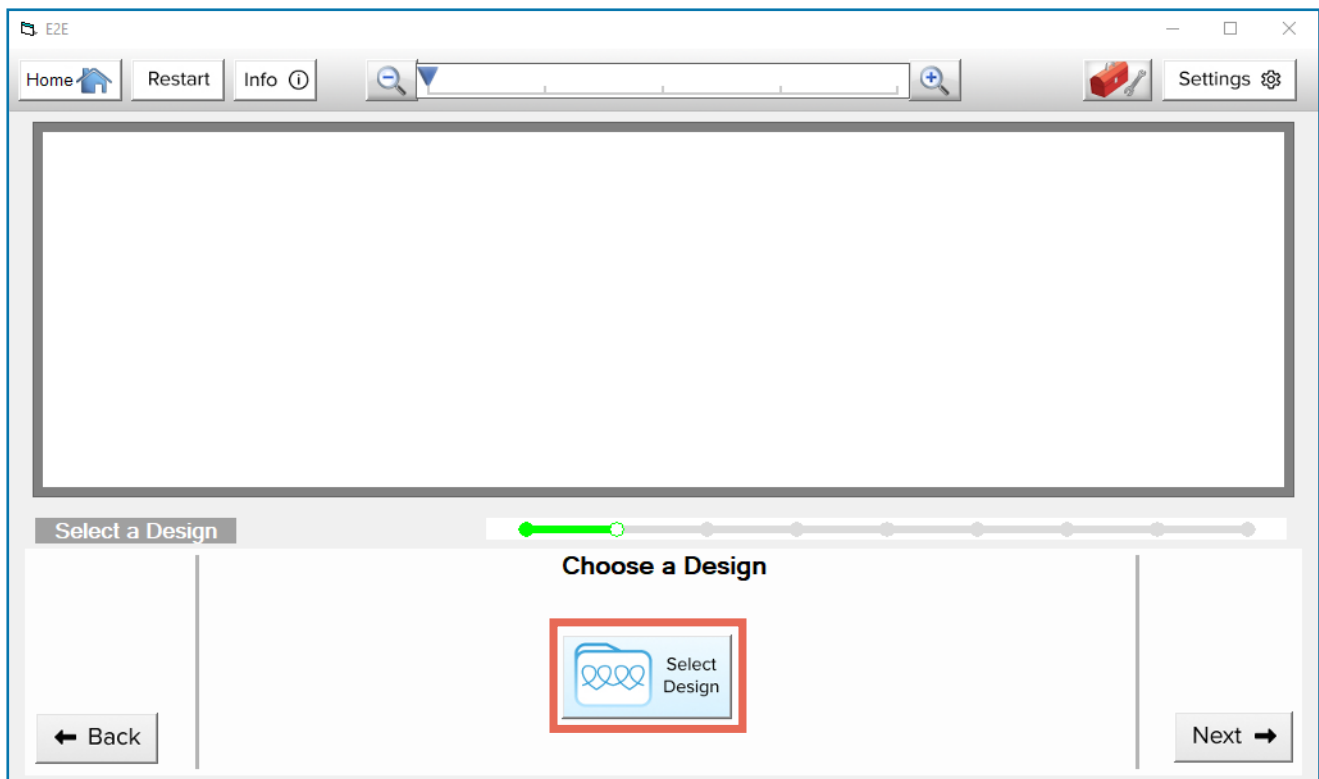 E2E
Home
Restart
Info
Settings
Select a Design
Choose a Design
Select
Design
Back
Next